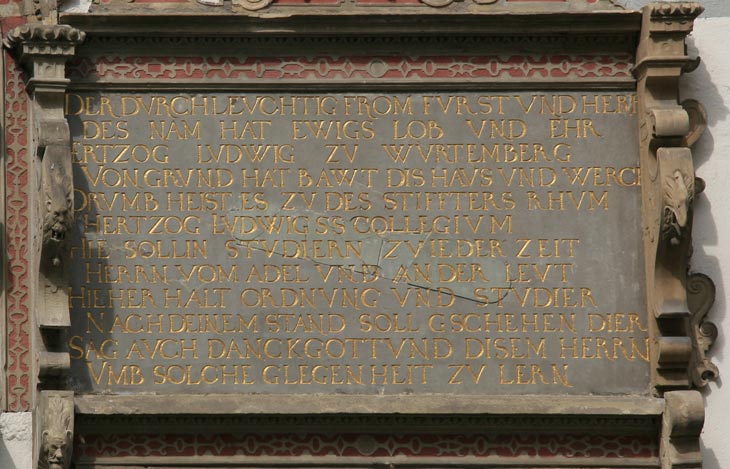 DER DVRCHLEVCHTIG FROM FVRST VND HERR
DES NAM HAT EWIGS LOB VND EHR
HERTZOG LVDWIG ZV WVRTEMBERG
VON GRVND HAT BAWT DIS HAVS VND WERCK
DRVMB HEIST ES ZV DES STIFFTERS RHVM
HERTZOG LVDWIGS'S COLLEGIVM
HIE SOLLIN STVDIERN ZV IEDER ZEIT
HERRN VOM ADEL VND ANDER LEVT
HIEHER HALT ORDNVNG VND STVDIER
NACH DEINEM STAND SOLL GSCHEHEN DIER
SAG AVCH DANCK GOTT VND DISEM HERRN
VMB SOLCHE GLEGENHEIT ZV LERN